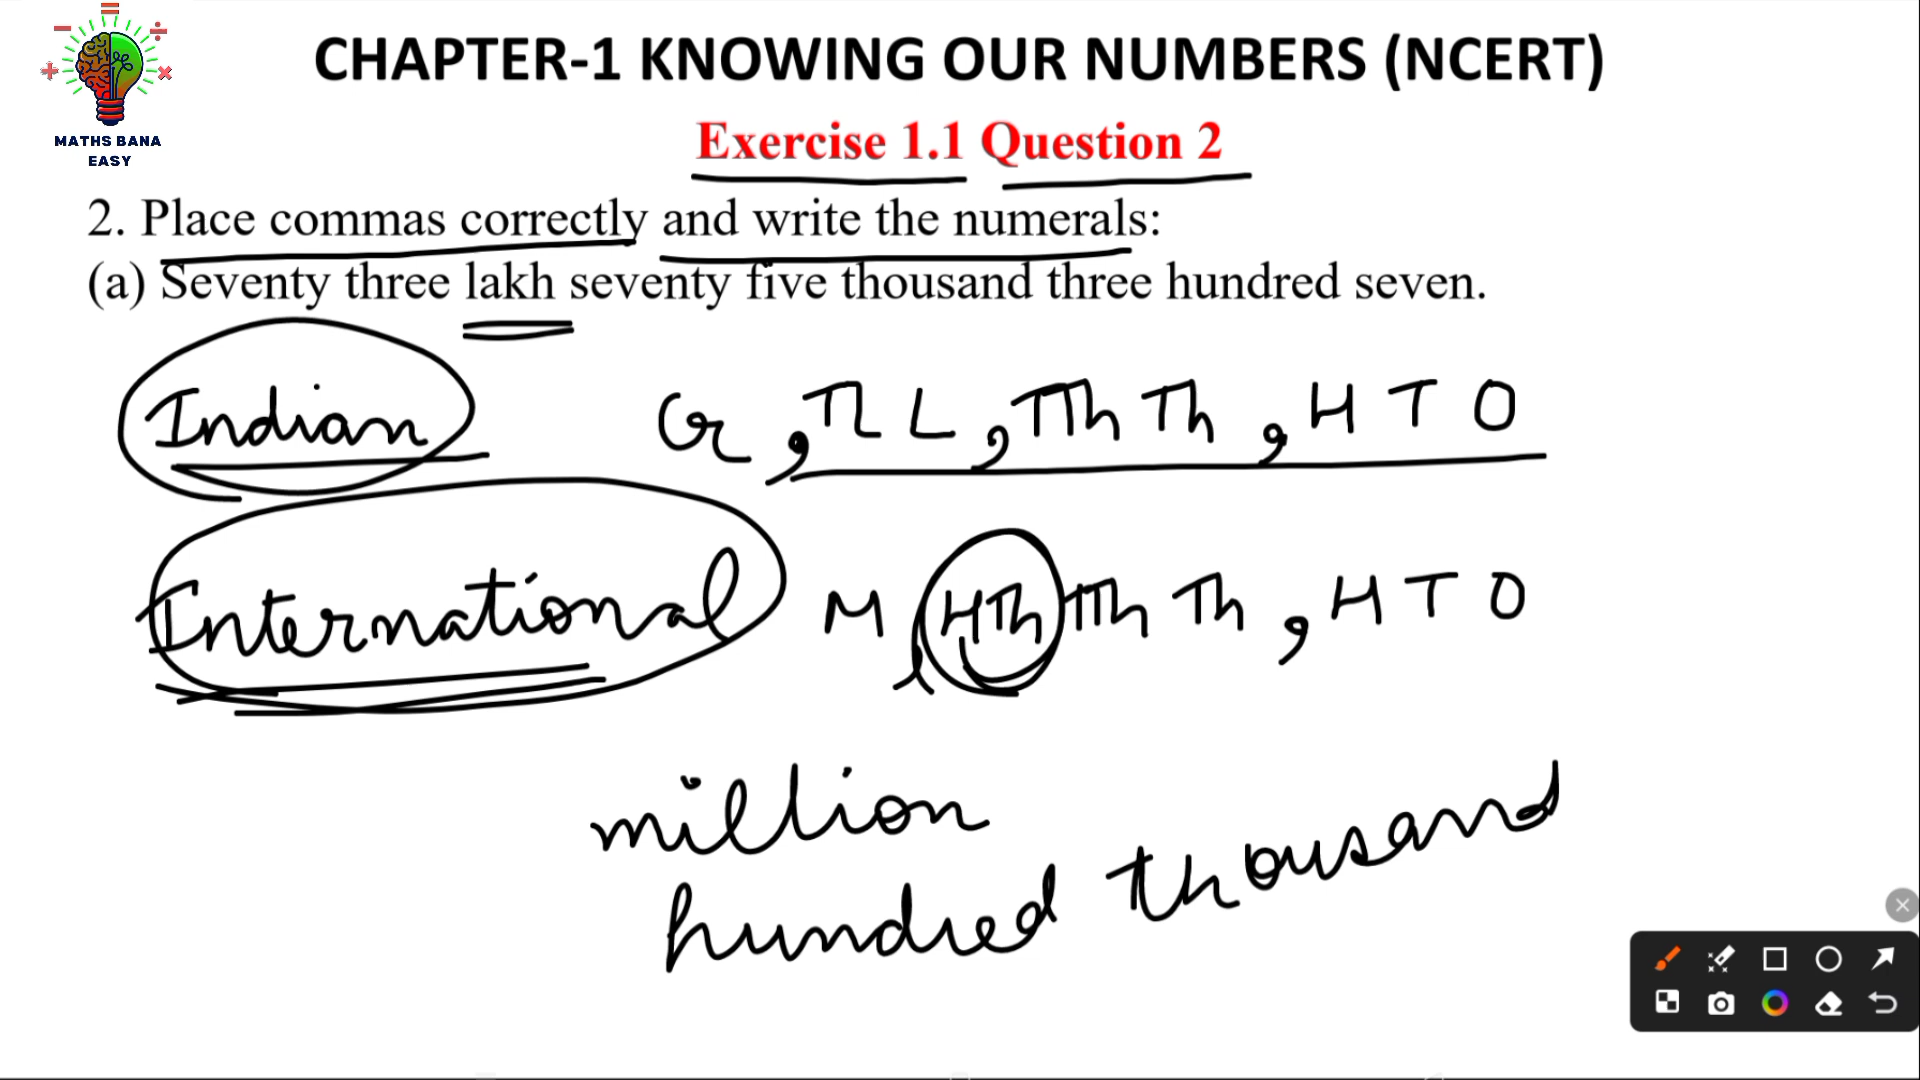 MATHS BANA
EASY
CHAPTER-1 KNOWING OUR NUMBERS (NCERT)
Exercise 1.1 Question 2
2. Place commas correctly and write the numerals:
(a) Seventy three lakh seventy five thousand three hundred seven.
Indian Cr , TL L , TTh Th , H T O
International M , HTh TTh Th , H T O
million
hundred thousand